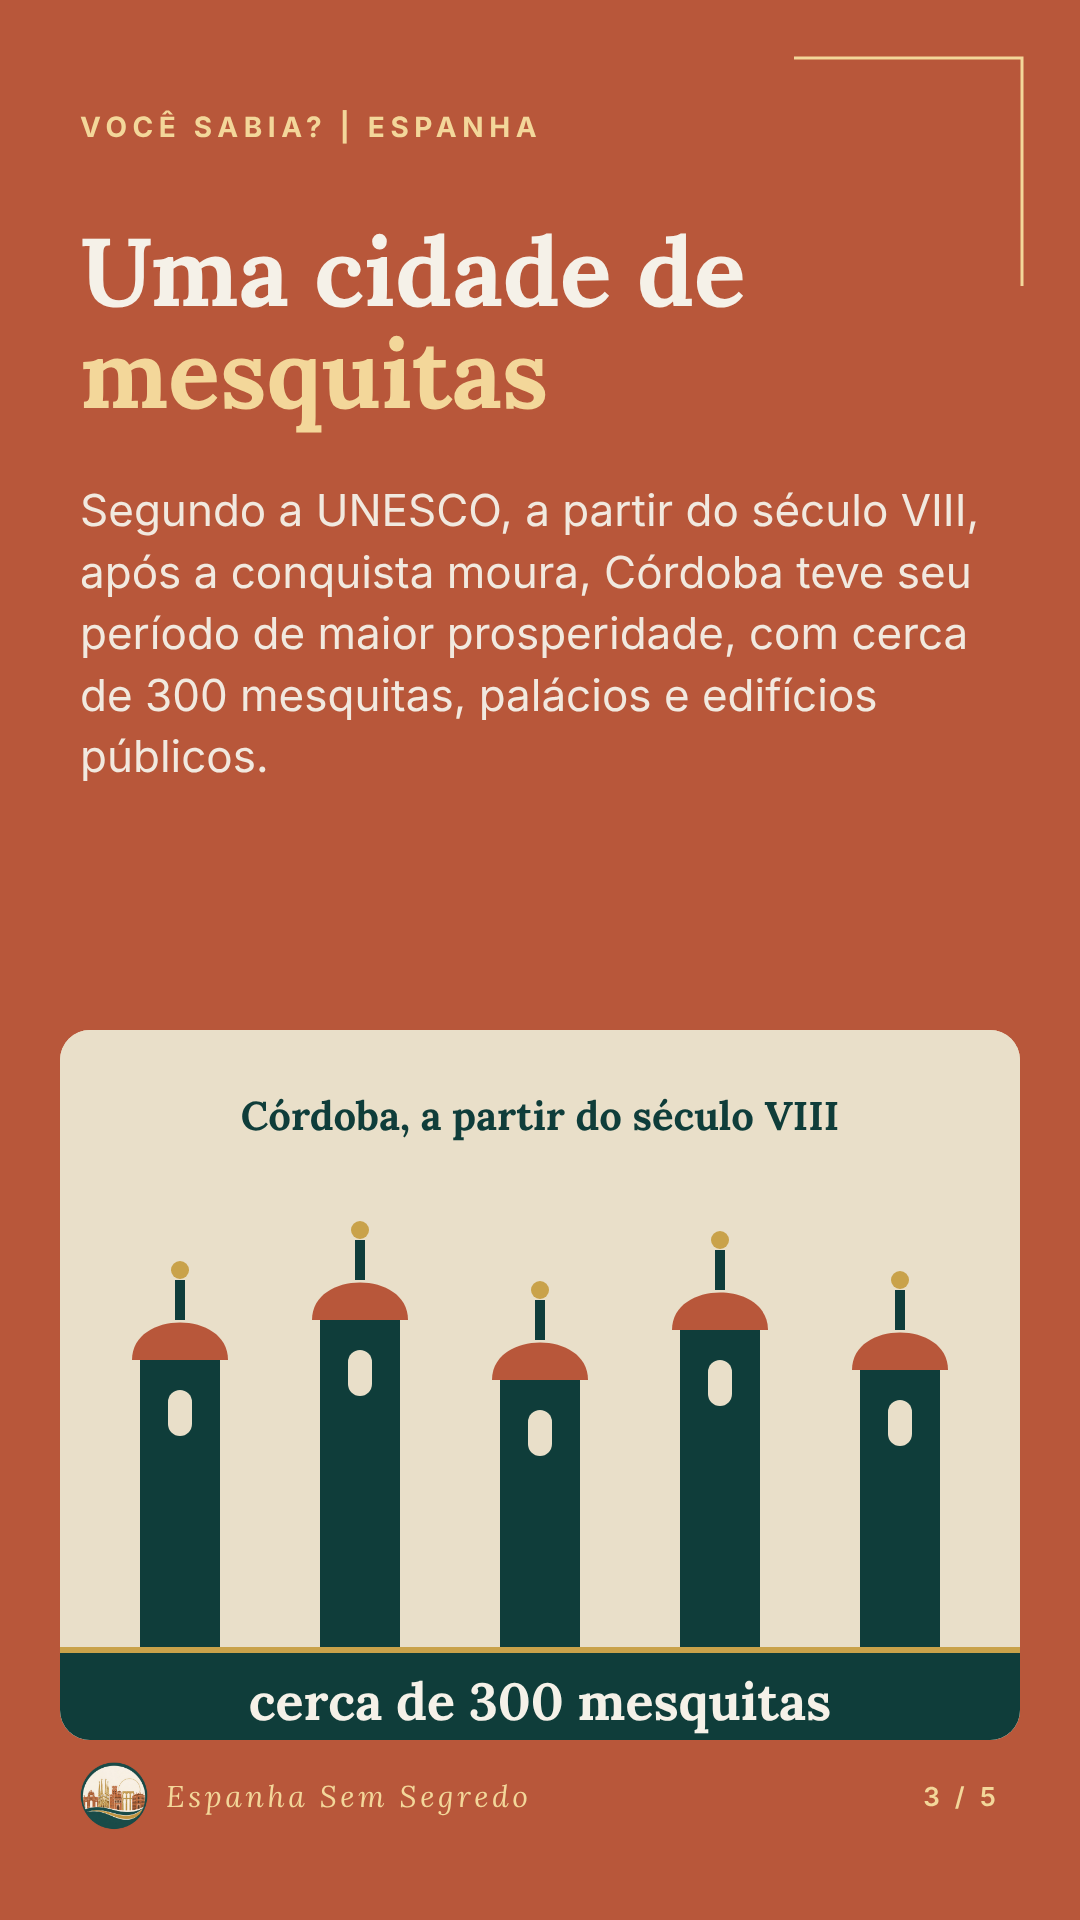 VOCÊ SABIA? | ESPANHA
Uma cidade de
mesquitas
Segundo a UNESCO, a partir do século VIII,
após a conquista moura, Córdoba teve seu
período de maior prosperidade, com cerca
de 300 mesquitas, palácios e edifícios
públicos.
Córdoba, a partir do século VIII
cerca de 300 mesquitas
Espanha Sem Segredo
3 / 5